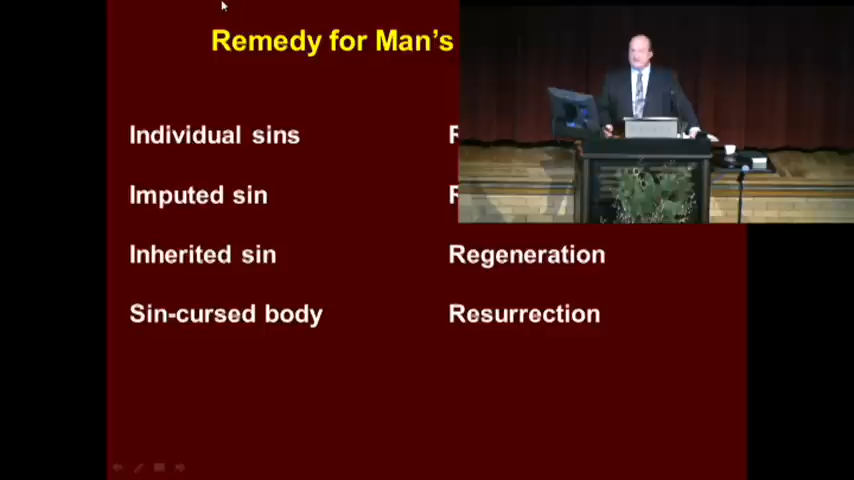 Remedy for Man's
Individual sins
Imputed sin
Inherited sin Regeneration
Sin-cursed body Resurrection